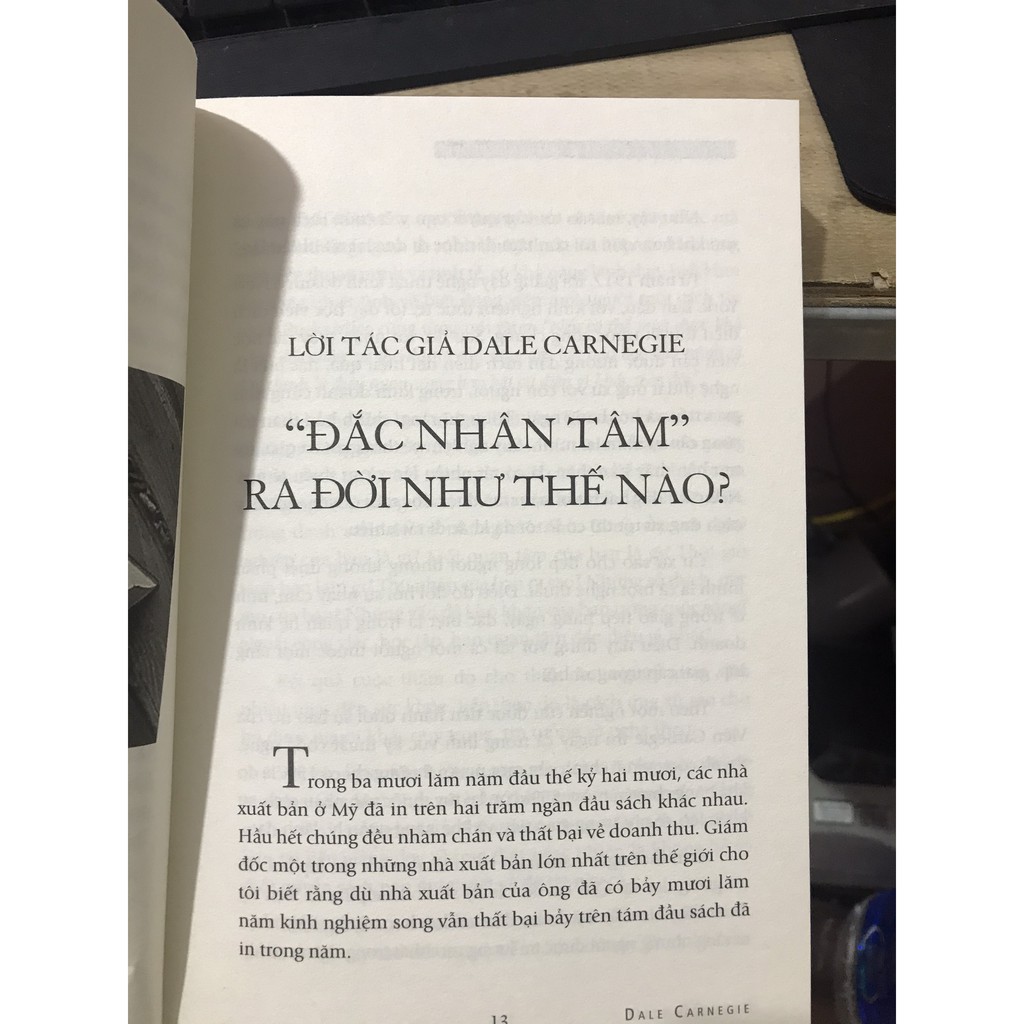 LỜI TÁC GIẢ DALE CARNEGIE
“ĐẮC NHÂN TÂM”
RA ĐỜI NHƯ THẾ NÀO?
Trong ba mươi lăm năm đầu thế kỷ hai mươi, các nhà
xuất bản ở Mỹ đã in trên hai trăm ngàn đầu sách khác nhau.
Hầu hết chúng đều nhàm chán và thất bại về doanh thu. Giám
đốc một trong những nhà xuất bản lớn nhất trên thế giới cho
tôi biết rằng dù nhà xuất bản của ông đã có bảy mươi lăm
năm kinh nghiệm song vẫn thất bại bảy trên tám đầu sách đã
in trong năm.
13 DALE CARNEGIE